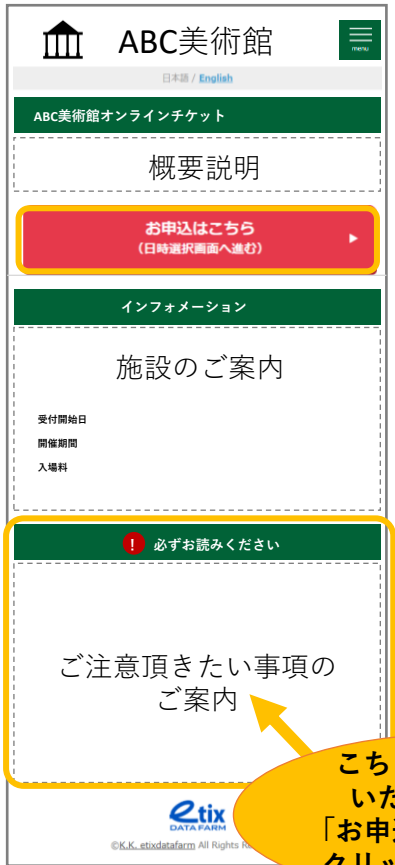 ABC美術館
menu
日本語 / English
ABC美術館オンラインチケット
概要説明
お申込はこちら
(日時選択画面へ進む)
インフォメーション
施設のご案内
受付開始日
開催期間
入場料
! 必ずお読みください
ご注意頂きたい事項の
ご案内
こち
いた
「お申
クリッ
etix
DATA FARM
©K.K. etixdatafarm All Rights